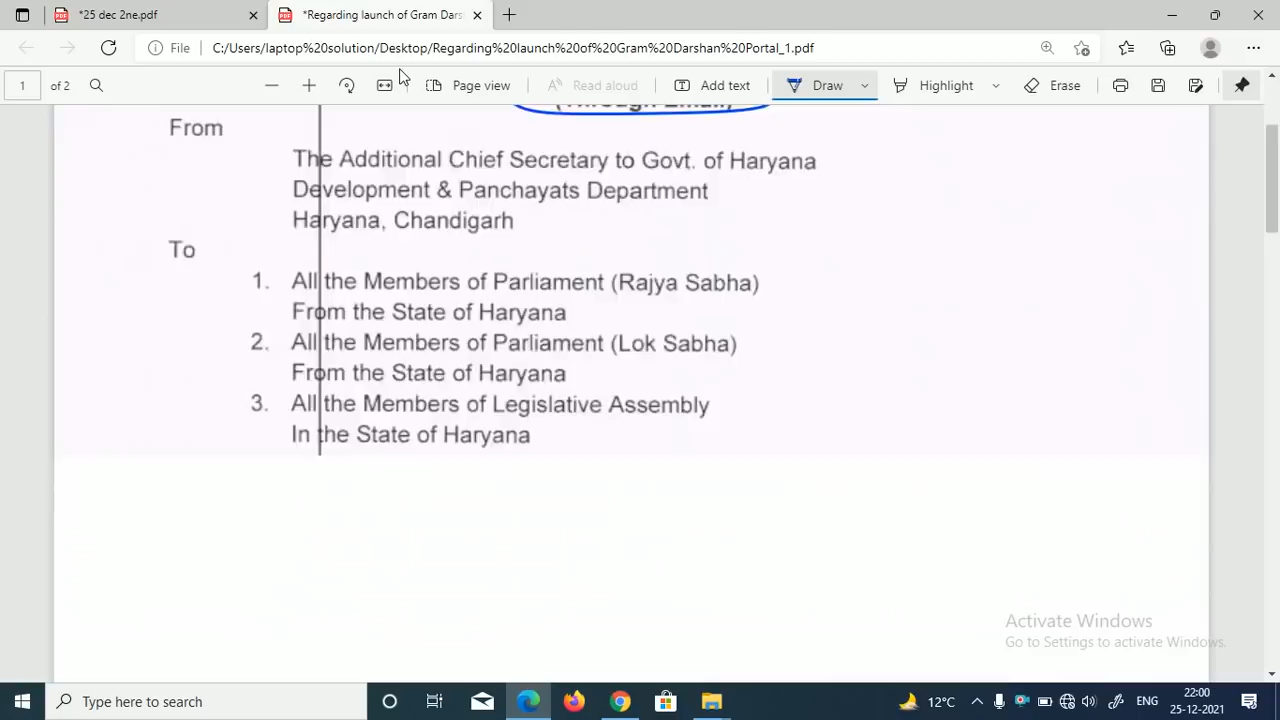 *25 dec 2ne.pdf
*Regarding launch of Gram Dars
File
C:/Users/laptop%20solution/Desktop/Regarding%20launch%20of%20Gram%20Darshan%20Portal_1.pdf
1 of 2
Page view
Read aloud
Add text
Draw
Highlight
Erase
(Through Email)
From
The Additional Chief Secretary to Govt. of Haryana
Development & Panchayats Department
Haryana, Chandigarh
To
1. All the Members of Parliament (Rajya Sabha)
From the State of Haryana
2. All the Members of Parliament (Lok Sabha)
From the State of Haryana
3. All the Members of Legislative Assembly
In the State of Haryana
Activate Windows
Go to Settings to activate Windows.
Type here to search
12°C
ENG
22:00
25-12-2021